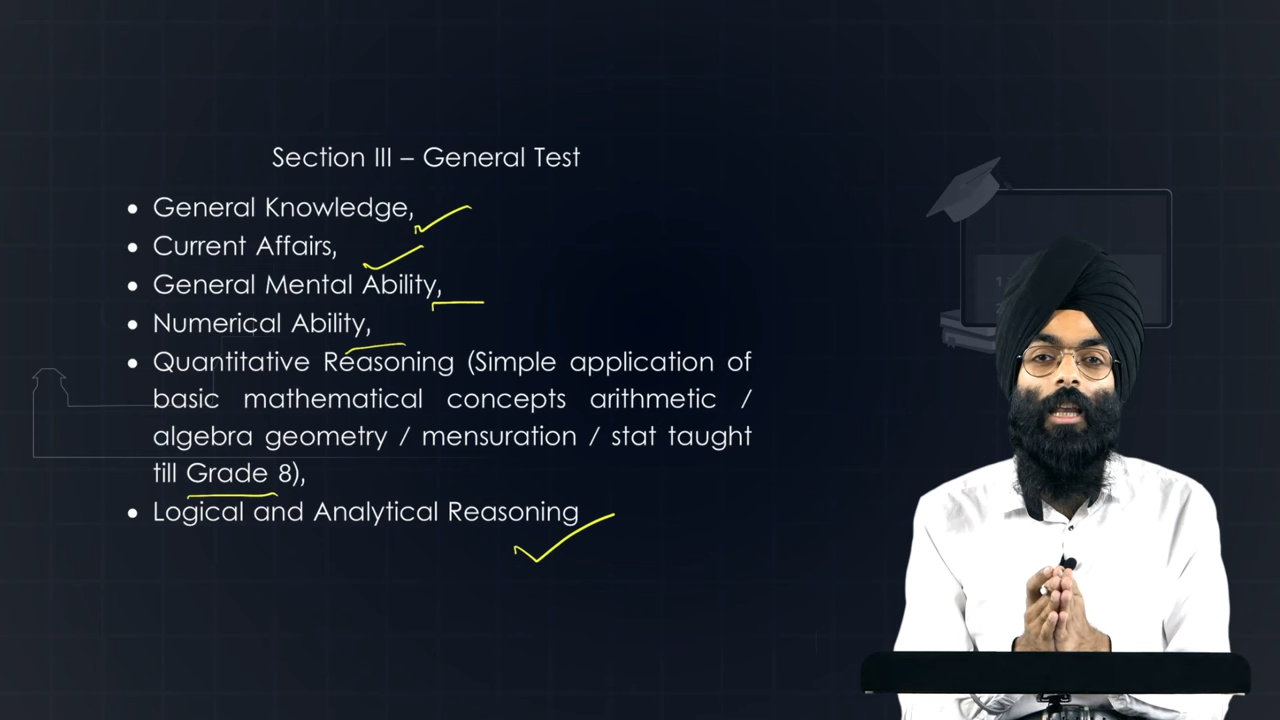 Section III – General Test
• General Knowledge,
• Current Affairs,
• General Mental Ability,
• Numerical Ability,
• Quantitative Reasoning (Simple application of
basic mathematical concepts arithmetic /
algebra geometry / mensuration / stat taught
till Grade 8),
• Logical and Analytical Reasoning